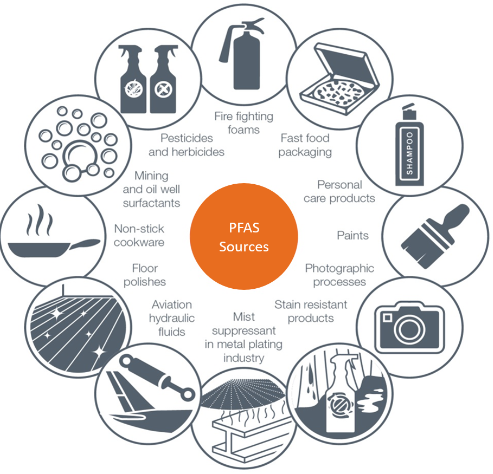 Fire fighting
foams
Fast food
packaging
SHAMPOO
Personal
care products
Paints
Photographic
processes
Stain resistant
products
Mist
suppressant
in metal plating
industry
Aviation
hydraulic
fluids
Floor
polishes
Non-stick
cookware
Mining
and oil well
surfactants
Pesticides
and herbicides
PFAS
Sources